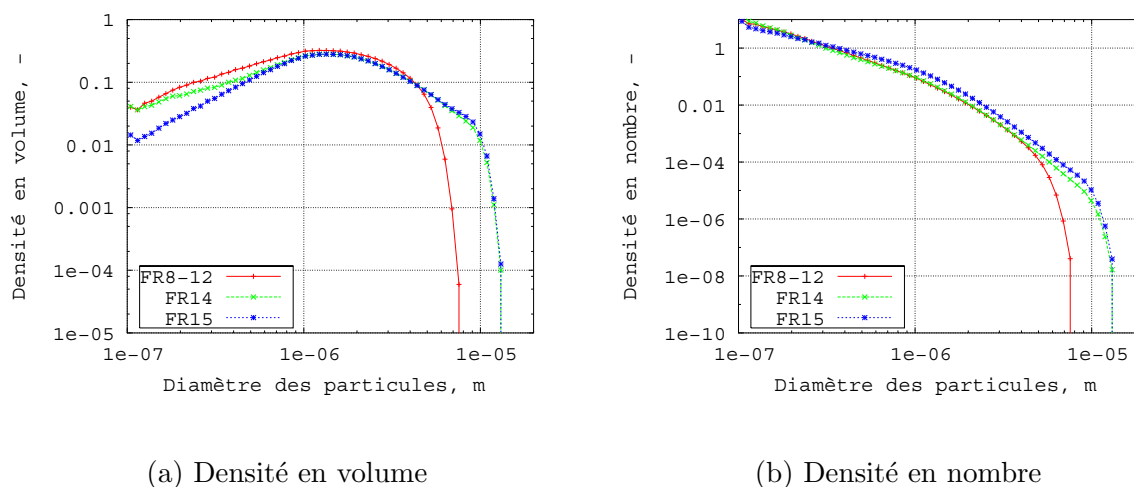 1
0.1
0.01
0.001
1e-04
1e-05
1e-07
1e-06
1e-05
Densité en volume, -
Diamètre des particules, m
FR8-12
FR14
FR15
(a) Densité en volume
1
0.01
1e-04
1e-06
1e-08
1e-10
1e-07
1e-06
1e-05
Densité en nombre, -
Diamètre des particules, m
FR8-12
FR14
FR15
(b) Densité en nombre